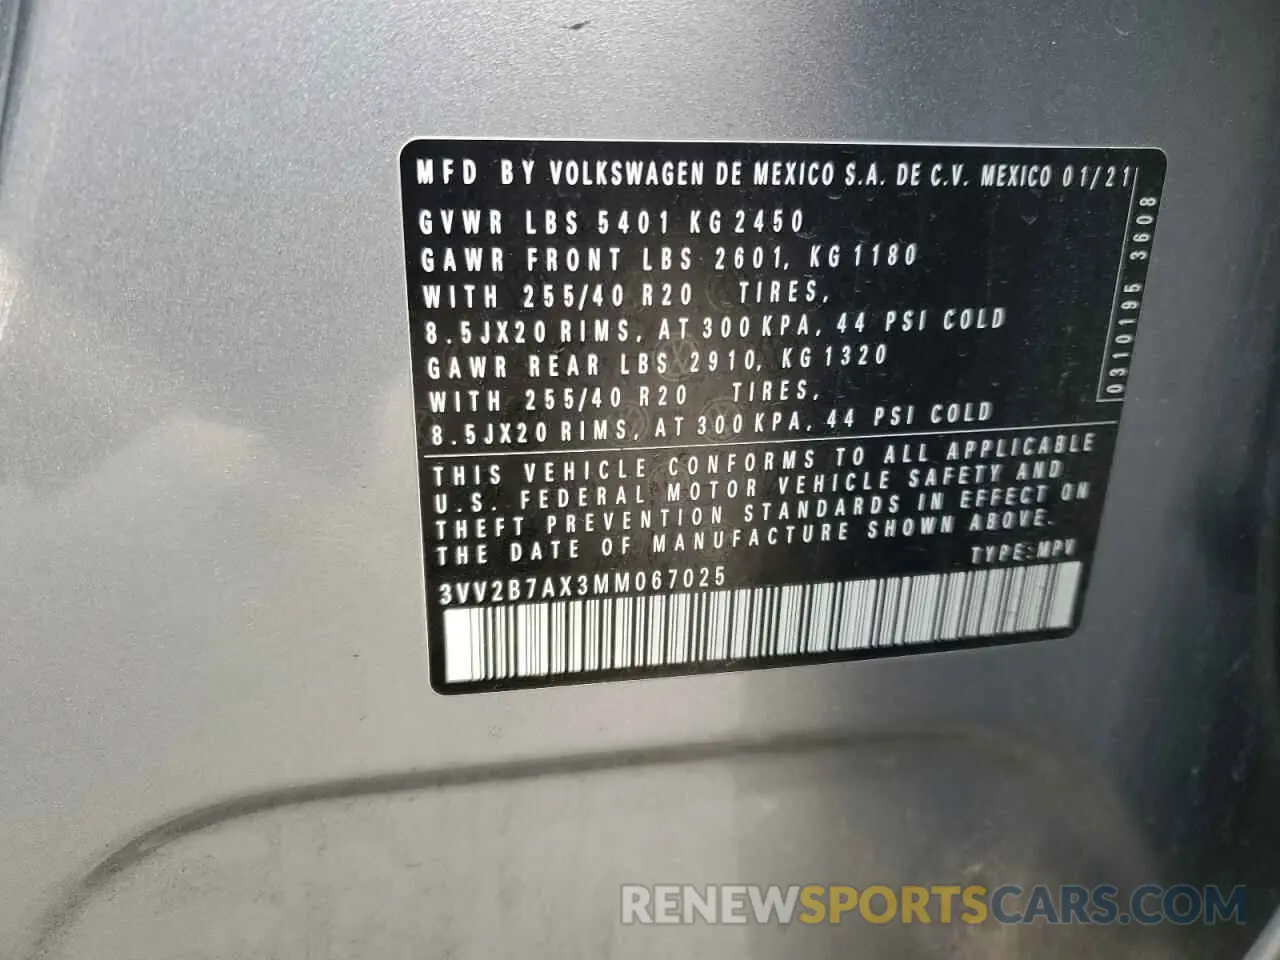 MFD BY VOLKSWAGEN DE MEXICO S.A. DE C.V. MEXICO 01/21
GVWR LBS 5401 KG 2450
GAWR FRONT LBS 2601, KG 1180
WITH 255/40 R20 TIRES,
8.5JX20 RIMS, AT 300 KPA, 44 PSI COLD
GAWR REAR LBS 2910, KG 1320
WITH 255/40 R20 TIRES,
8.5JX20 RIMS, AT 300 KPA, 44 PSI COLD
0310195 3608
THIS VEHICLE CONFORMS TO ALL APPLICABLE
U.S. FEDERAL MOTOR VEHICLE SAFETY AND
THEFT PREVENTION STANDARDS IN EFFECT ON
THE DATE OF MANUFACTURE SHOWN ABOVE.
TYPE:MPV
3VV2B7AX3MM067025
RENEWSPORTSCARS.COM